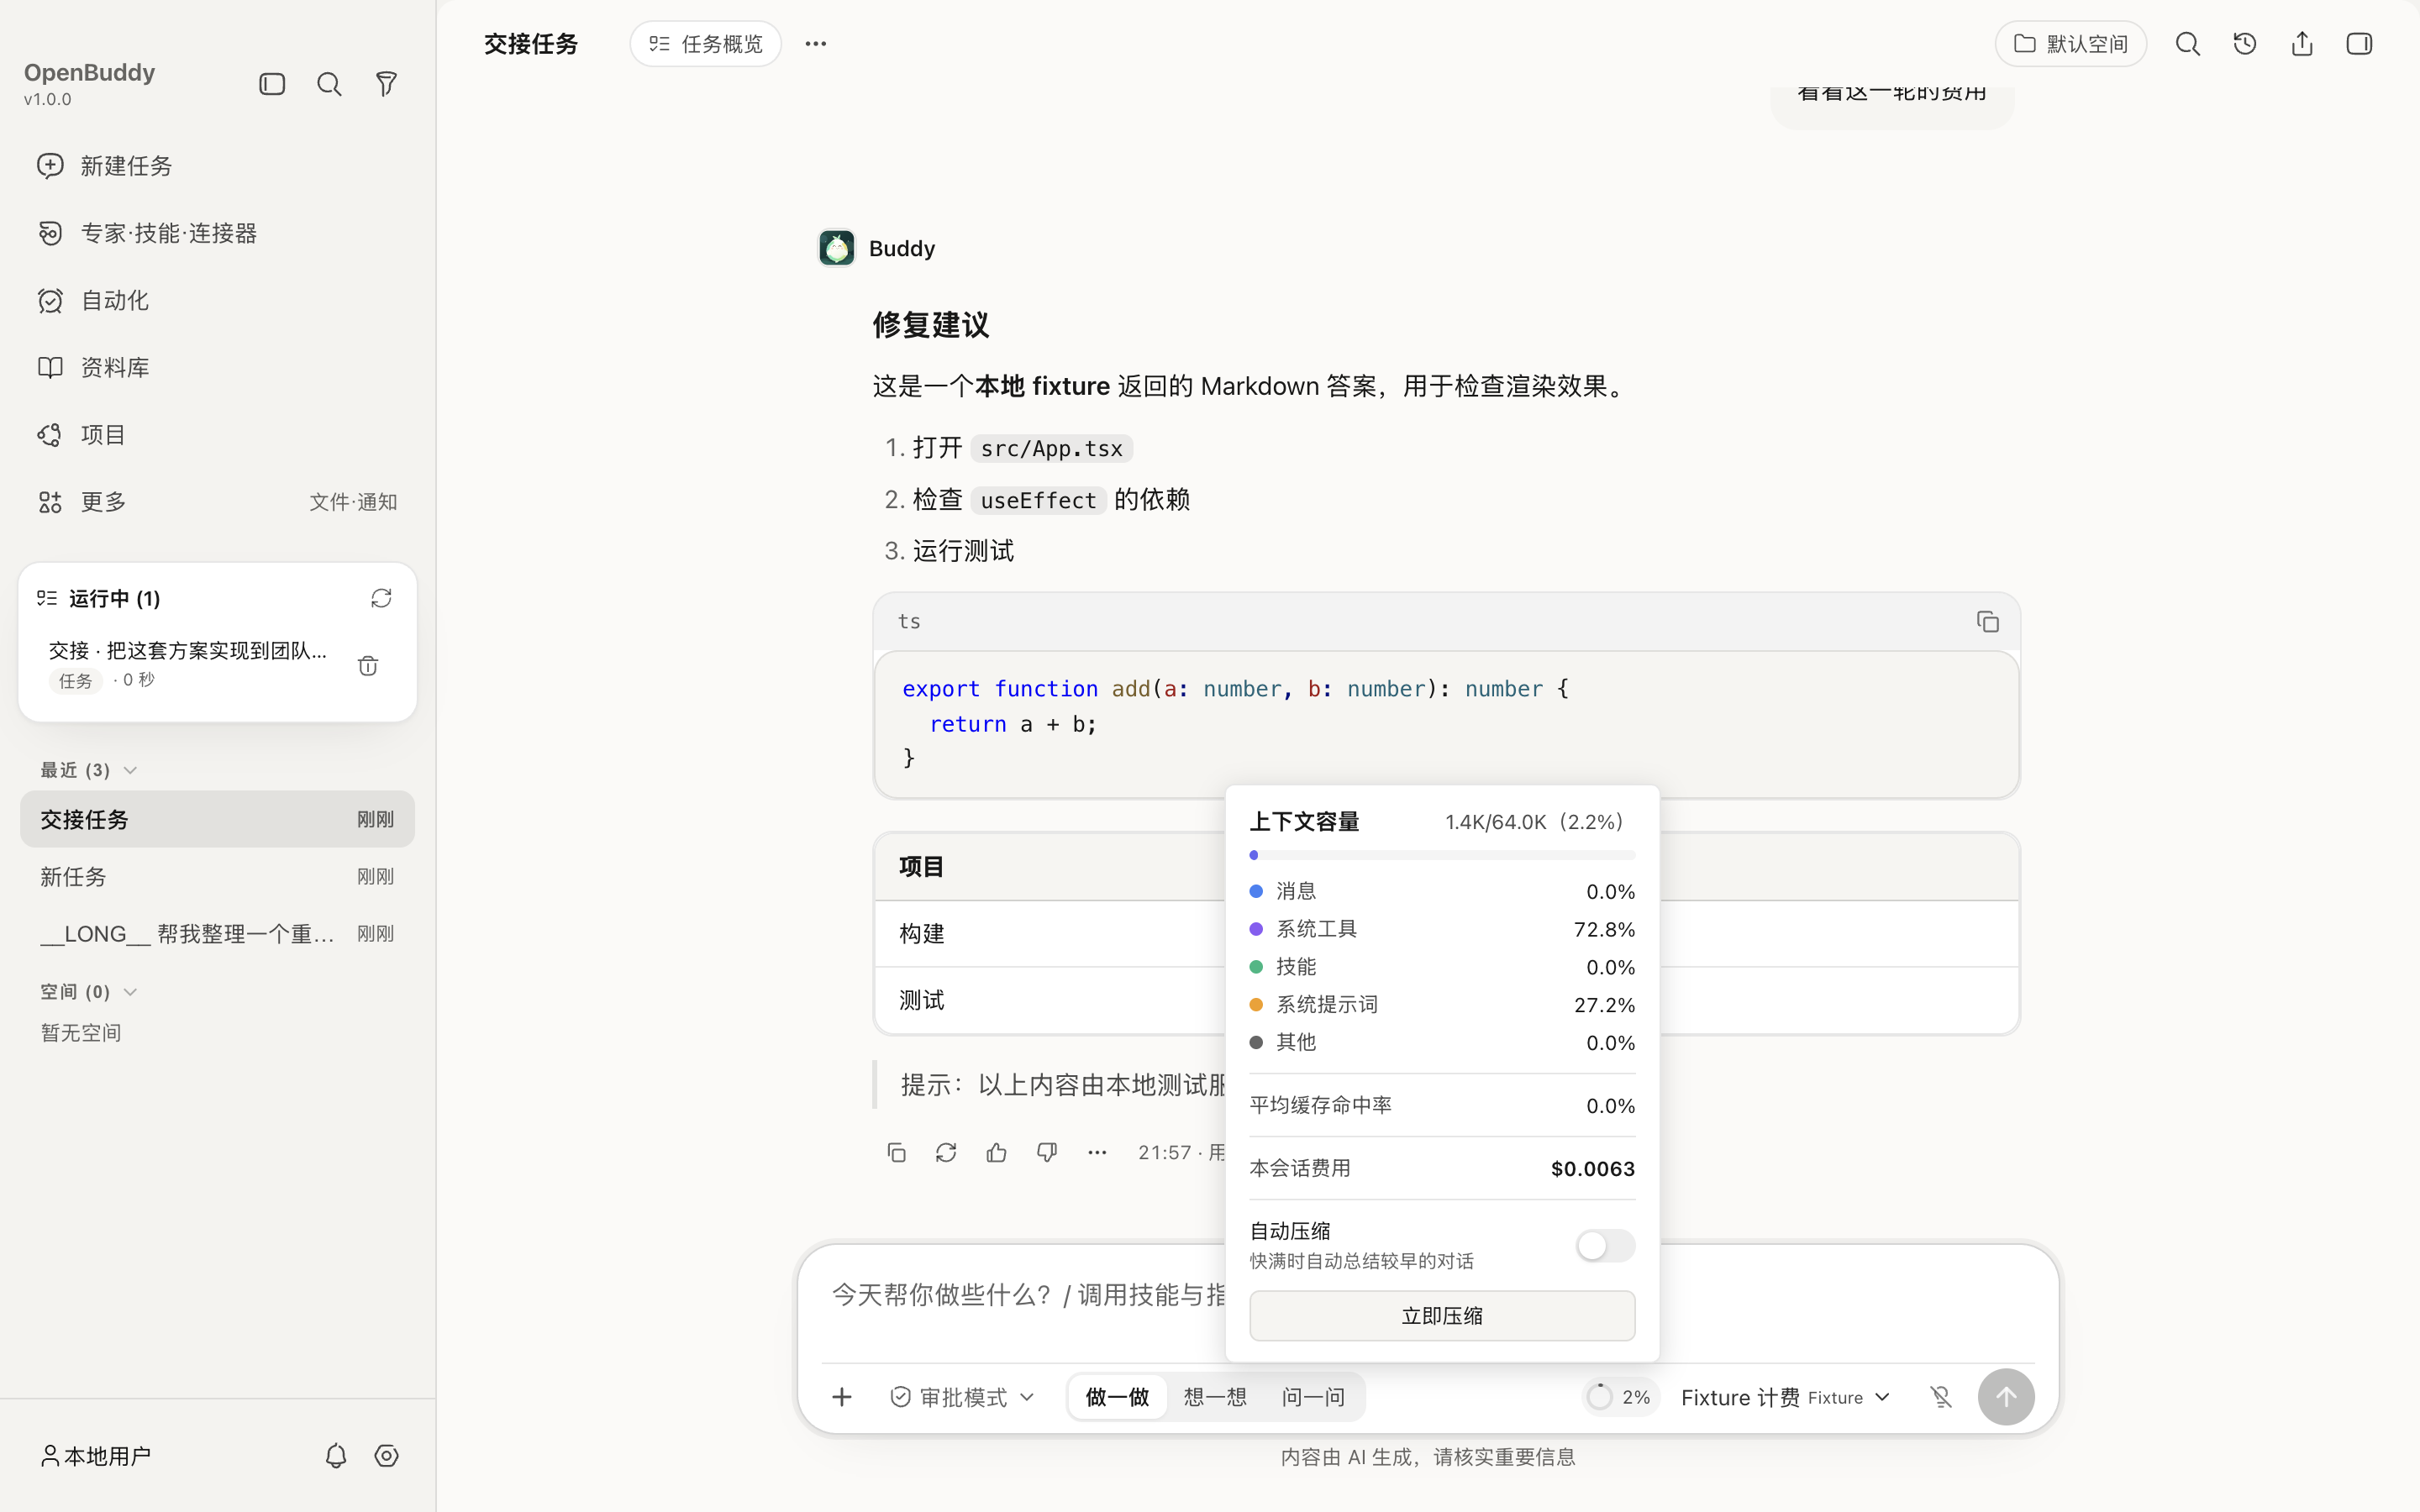 OpenBuddy
v1.0.0
新建任务
专家·技能·连接器
自动化
资料库
项目
更多 文件·通知
运行中 (1)
交接 · 把这套方案实现到团队...
任务 · 0 秒
最近 (3)
交接任务 刚刚
新任务 刚刚
__LONG__ 帮我整理一个重... 刚刚
空间 (0)
暂无空间
本地用户
交接任务 任务概览 默认空间
看看这一轮的费用
Buddy
修复建议
这是一个本地 fixture 返回的 Markdown 答案，用于检查渲染效果。
1. 打开 src/App.tsx
2. 检查 useEffect 的依赖
3. 运行测试
ts
export function add(a: number, b: number): number {
return a + b;
}
项目
构建
测试
提示：以上内容由本地测试服
21:57 · 用
上下文容量 1.4K/64.0K（2.2%）
消息 0.0%
系统工具 72.8%
技能 0.0%
系统提示词 27.2%
其他 0.0%
平均缓存命中率 0.0%
本会话费用 $0.0063
自动压缩
快满时自动总结较早的对话
立即压缩
今天帮你做些什么？/ 调用技能与指
审批模式 做一做 想一想 问一问 2% Fixture 计费 Fixture
内容由 AI 生成，请核实重要信息